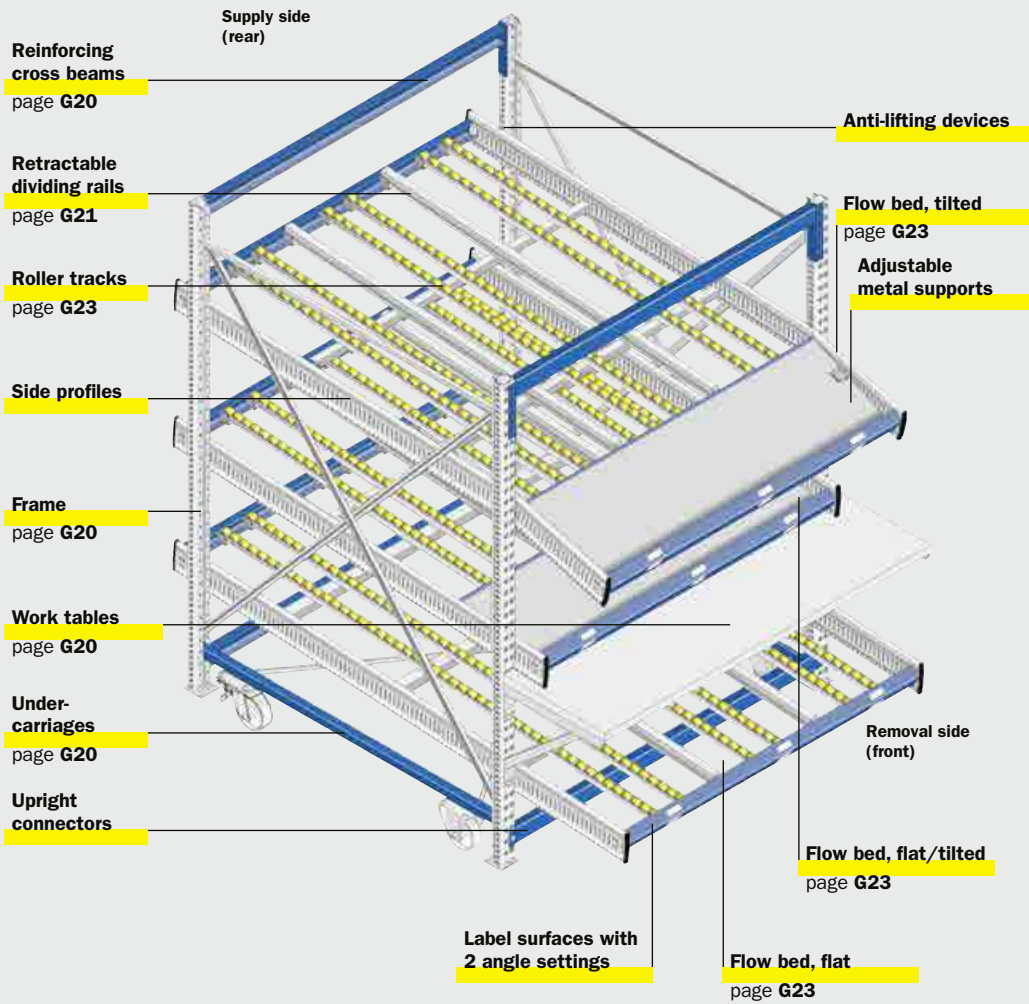 Supply side
(rear)
Reinforcing
cross beams
page G20
Retractable
dividing rails
page G21
Roller tracks
page G23
Side profiles
Frame
page G20
Work tables
page G20
Under-
carriages
page G20
Upright
connectors
Anti-lifting devices
Flow bed, tilted
page G23
Adjustable
metal supports
Removal side
(front)
Flow bed, flat/tilted
page G23
Label surfaces with
2 angle settings
Flow bed, flat
page G23